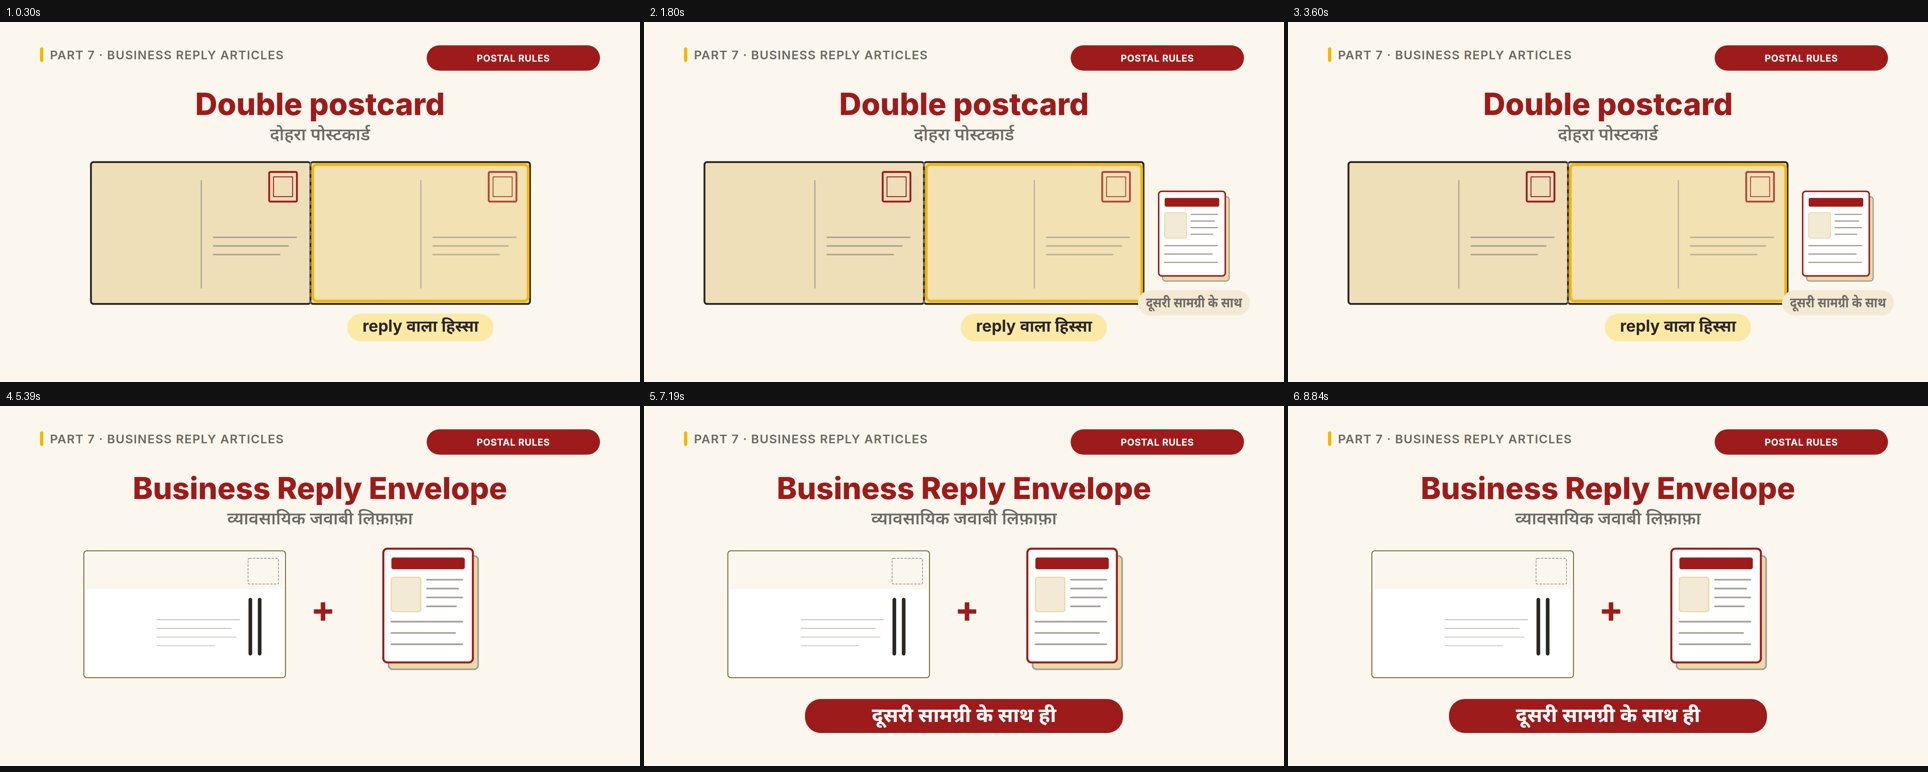 1. 0.30s
PART 7 · BUSINESS REPLY ARTICLES
POSTAL RULES
Double postcard
दोहरा पोस्टकार्ड
reply वाला हिस्सा
2. 1.80s
PART 7 · BUSINESS REPLY ARTICLES
POSTAL RULES
Double postcard
दोहरा पोस्टकार्ड
दूसरी सामग्री के साथ
reply वाला हिस्सा
3. 3.60s
PART 7 · BUSINESS REPLY ARTICLES
POSTAL RULES
Double postcard
दोहरा पोस्टकार्ड
दूसरी सामग्री के साथ
reply वाला हिस्सा
4. 5.39s
PART 7 · BUSINESS REPLY ARTICLES
POSTAL RULES
Business Reply Envelope
व्यावसायिक जवाबी लिफ़ाफ़ा
+
5. 7.19s
PART 7 · BUSINESS REPLY ARTICLES
POSTAL RULES
Business Reply Envelope
व्यावसायिक जवाबी लिफ़ाफ़ा
+
दूसरी सामग्री के साथ ही
6. 8.84s
PART 7 · BUSINESS REPLY ARTICLES
POSTAL RULES
Business Reply Envelope
व्यावसायिक जवाबी लिफ़ाफ़ा
+
दूसरी सामग्री के साथ ही